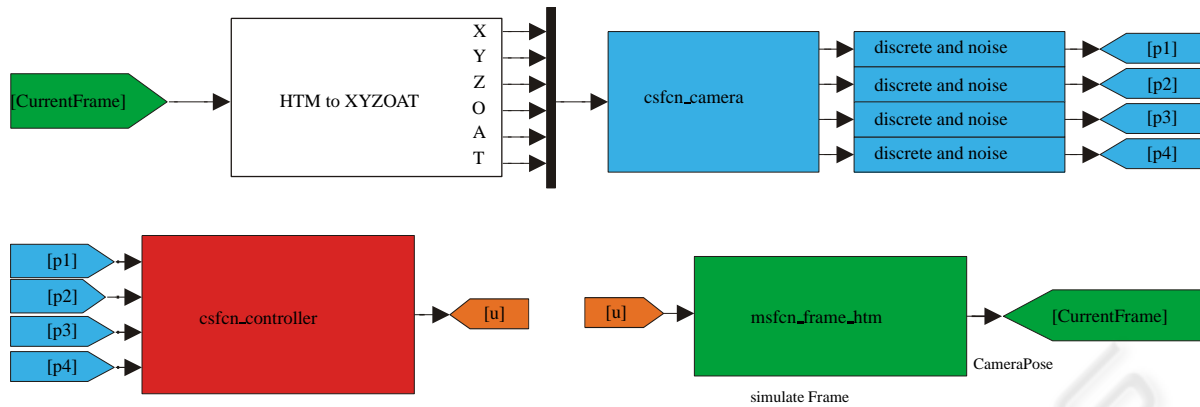 [CurrentFrame]
HTM to XYZOAT
X
Y
Z
O
A
T
csfcn_camera
discrete and noise
discrete and noise
discrete and noise
discrete and noise
[p1]
[p2]
[p3]
[p4]
[p1]
[p2]
[p3]
[p4]
csfcn_controller
[u]
[u]
msfcn_frame_htm
simulate Frame
CameraPose
[CurrentFrame]